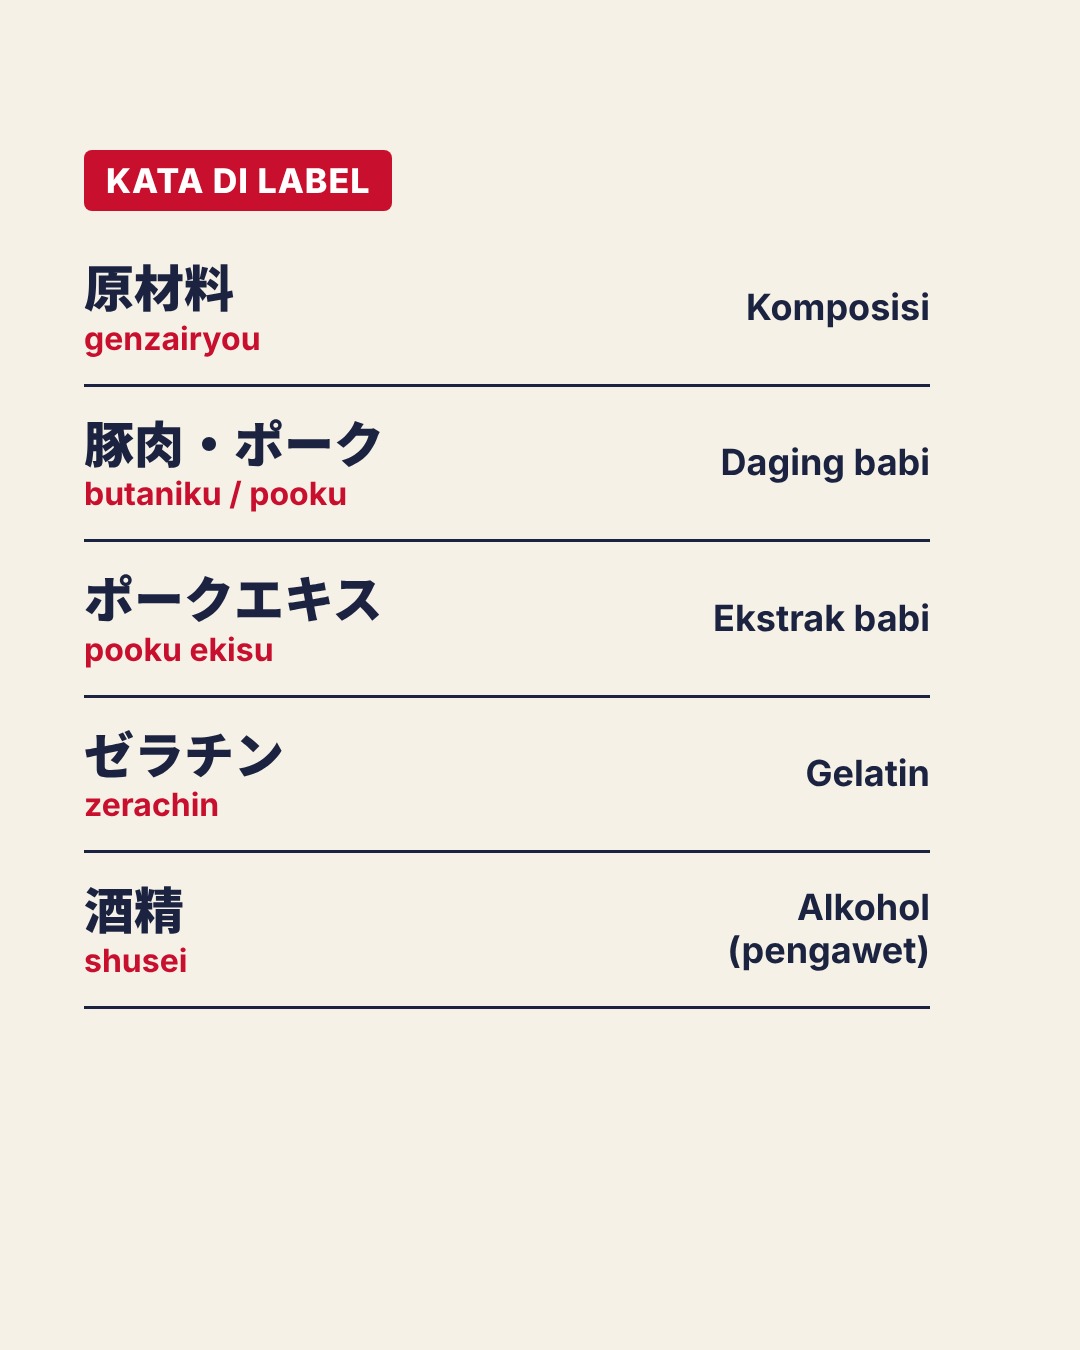 KATA DI LABEL
原材料
genzairyou
Komposisi
豚肉・ポーク
butaniku / pooku
Daging babi
ポークエキス
pooku ekisu
Ekstrak babi
ゼラチン
zerachin
Gelatin
酒精
shusei
Alkohol
(pengawet)